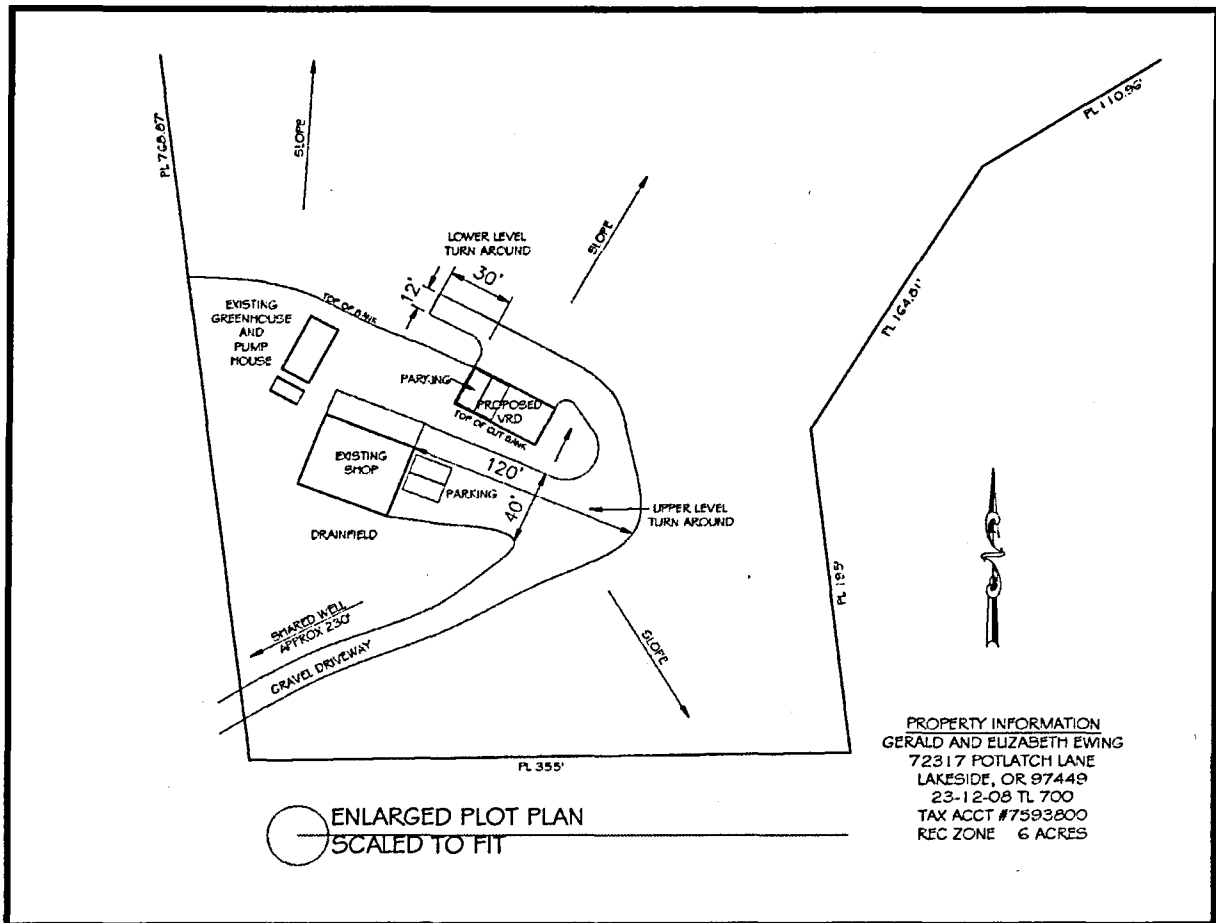 PL 768.87'
SLOPE
PL 110.96'
SLOPE
LOWER LEVEL
TURN AROUND
30'
12'
PL 164.81'
TOP OF BANK
EXISTING
GREENHOUSE
AND
PUMP
HOUSE
PARKING
PROPOSED
VRD
TOP OF CUT BANK
EXISTING
SHOP
120'
PARKING
40'
UPPER LEVEL
TURN AROUND
DRAINFIELD
PL 195'
SHARED WELL
APPROX 230'
GRAVEL DRIVEWAY
SLOPE
PL 355'
PROPERTY INFORMATION
GERALD AND ELIZABETH EWING
72317 POTLATCH LANE
LAKESIDE, OR 97449
23-12-08 TL 700
TAX ACCT #7593800
REC ZONE 6 ACRES
ENLARGED PLOT PLAN
SCALED TO FIT